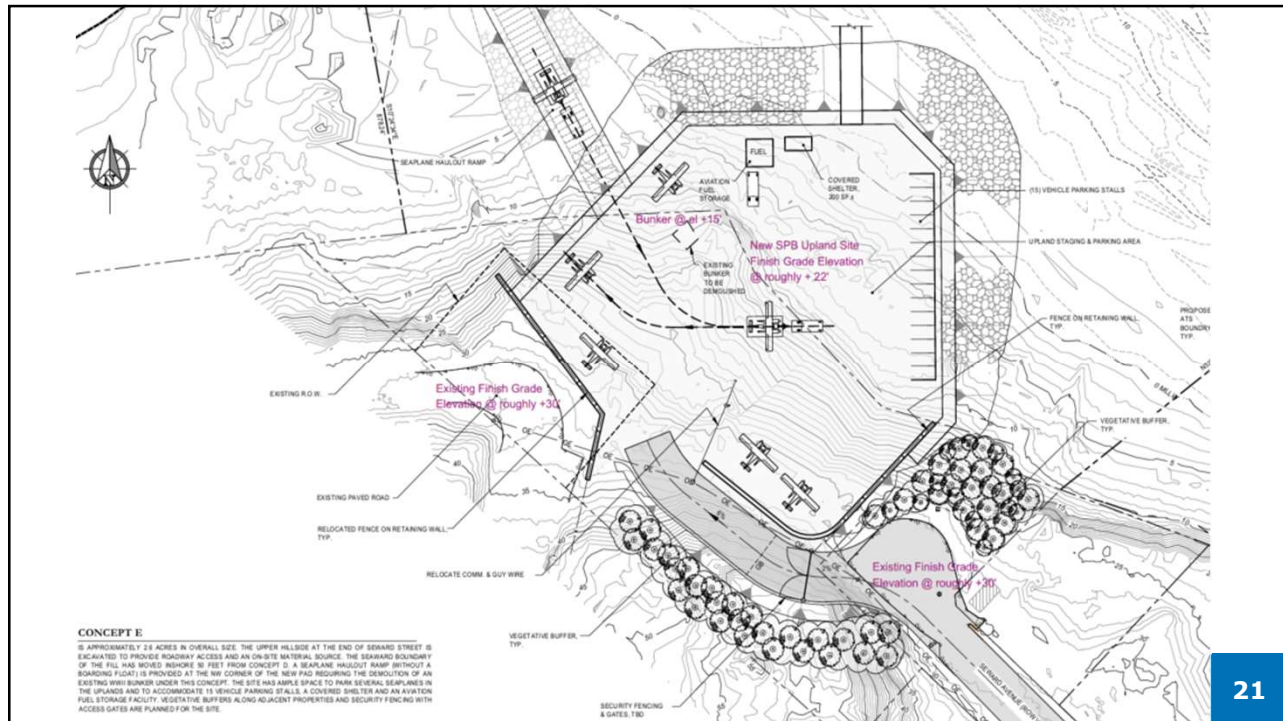 SEAPLANE HAULOUT RAMP
AVIATION
FUEL
STORAGE
FUEL
COVERED
SHELTER,
200 SF ±
(15) VEHICLE PARKING STALLS
Bunker @ el +15'
New SPB Upland Site
Finish Grade Elevation
@ roughly + 22'
UPLAND STAGING & PARKING AREA
EXISTING
BUNKER
TO BE
DEMOLISHED
FENCE ON RETAINING WALL,
TYP.
PROPOSE
ATS
BOUNDRY
TYP.
EXISTING R.O.W.
Existing Finish Grade
Elevation @ roughly +30'
VEGETATIVE BUFFER,
TYP.
EXISTING PAVED ROAD
RELOCATED FENCE ON RETAINING WALL,
TYP.
RELOCATE COMM. & GUY WIRE
Existing Finish Grade
Elevation @ roughly +30'
VEGETATIVE BUFFER,
TYP.
SEWARD AVENUE (ROW
SECURITY FENCING
& GATES, TBD
CONCEPT E
IS APPROXIMATELY 2.6 ACRES IN OVERALL SIZE. THE UPPER HILLSIDE AT THE END OF SEWARD STREET IS
EXCAVATED TO PROVIDE ROADWAY ACCESS AND AN ON-SITE MATERIAL SOURCE. THE SEAWARD BOUNDARY
OF THE FILL HAS MOVED INSHORE 50 FEET FROM CONCEPT D. A SEAPLANE HAULOUT RAMP (WITHOUT A
BOARDING FLOAT) IS PROVIDED AT THE NW CORNER OF THE NEW PAD REQUIRING THE DEMOLITION OF AN
EXISTING WWII BUNKER UNDER THIS CONCEPT. THE SITE HAS AMPLE SPACE TO PARK SEVERAL SEAPLANES IN
THE UPLANDS AND TO ACCOMMODATE 15 VEHICLE PARKING STALLS, A COVERED SHELTER AND AN AVIATION
FUEL STORAGE FACILITY. VEGETATIVE BUFFERS ALONG ADJACENT PROPERTIES AND SECURITY FENCING WITH
ACCESS GATES ARE PLANNED FOR THE SITE.
21